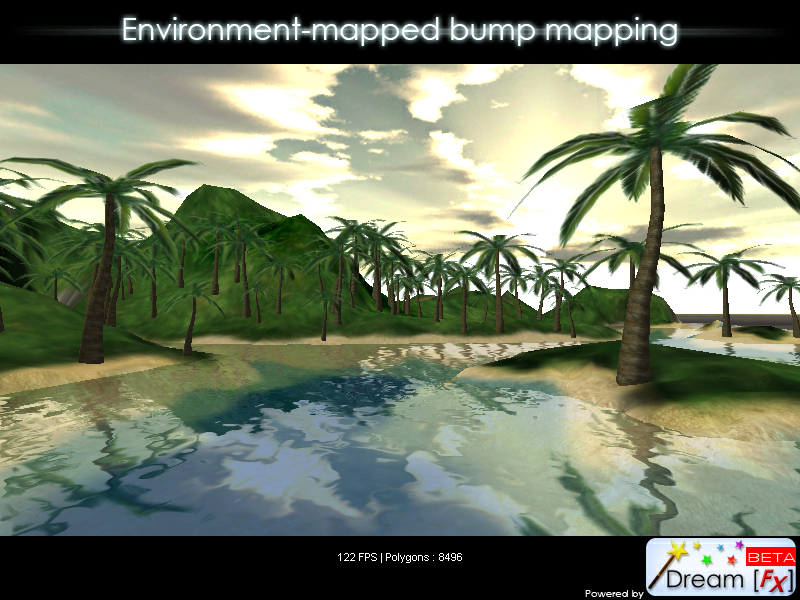 Environment-mapped bump mapping
122 FPS | Polygons : 8496
BETA
Dream [Fx]
Powered by